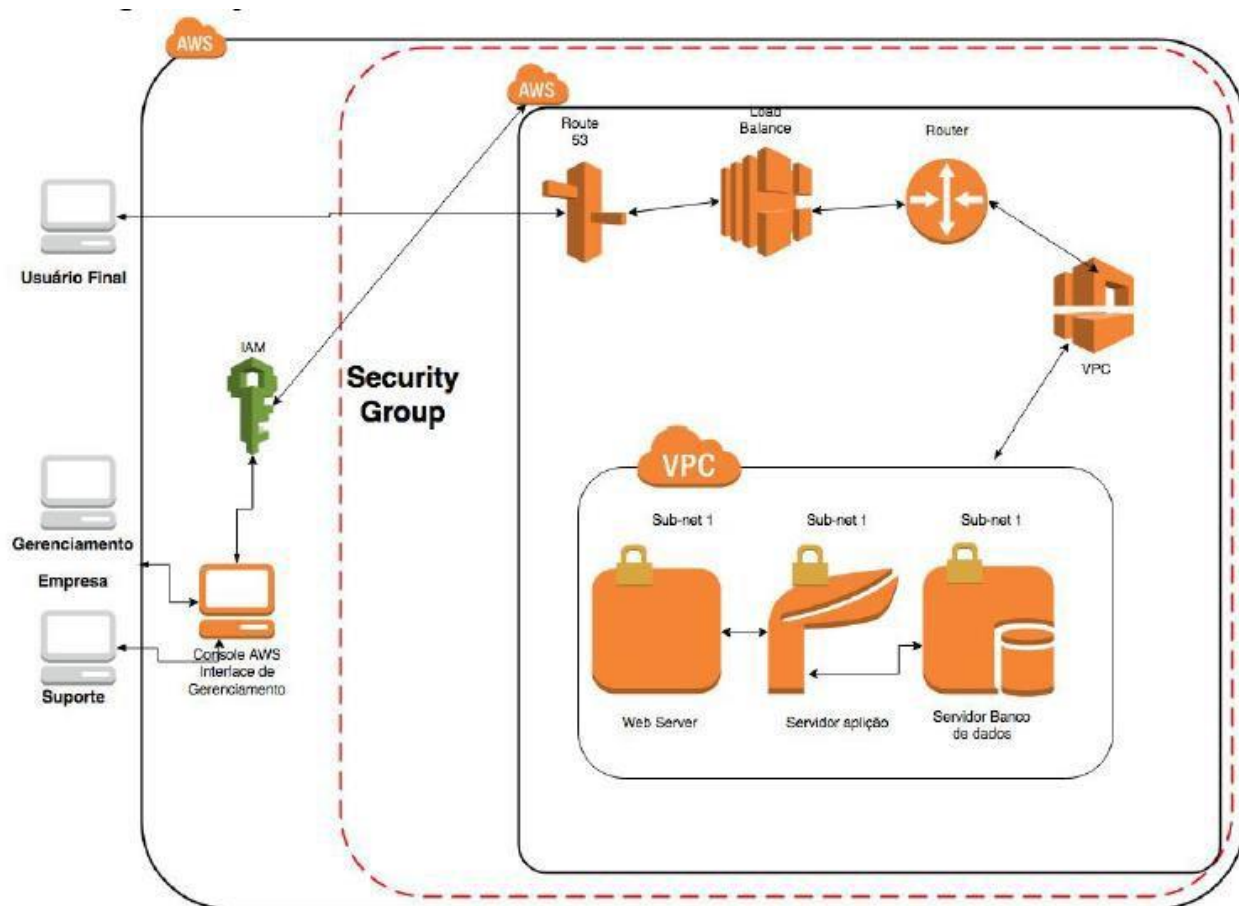 AWS
AWS
Route
53
Load
Balance
Router
Usuário Final
IAM
Security
Group
VPC
VPC
Sub-net 1
Sub-net 1
Sub-net 1
Gerenciamento
Empresa
Suporte
Console AWS
Interlace de
Gerenciamento
Web Server
Servidor aplição
Servidor Banco
de dados